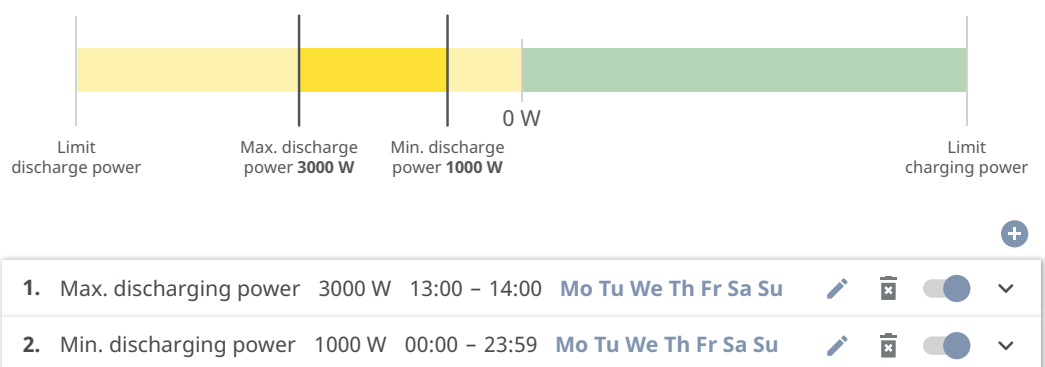 0 W
Limit
discharge power
Max. discharge
power 3000 W
Min. discharge
power 1000 W
Limit
charging power
1. Max. discharging power 3000 W 13:00 – 14:00 Mo Tu We Th Fr Sa Su
2. Min. discharging power 1000 W 00:00 – 23:59 Mo Tu We Th Fr Sa Su